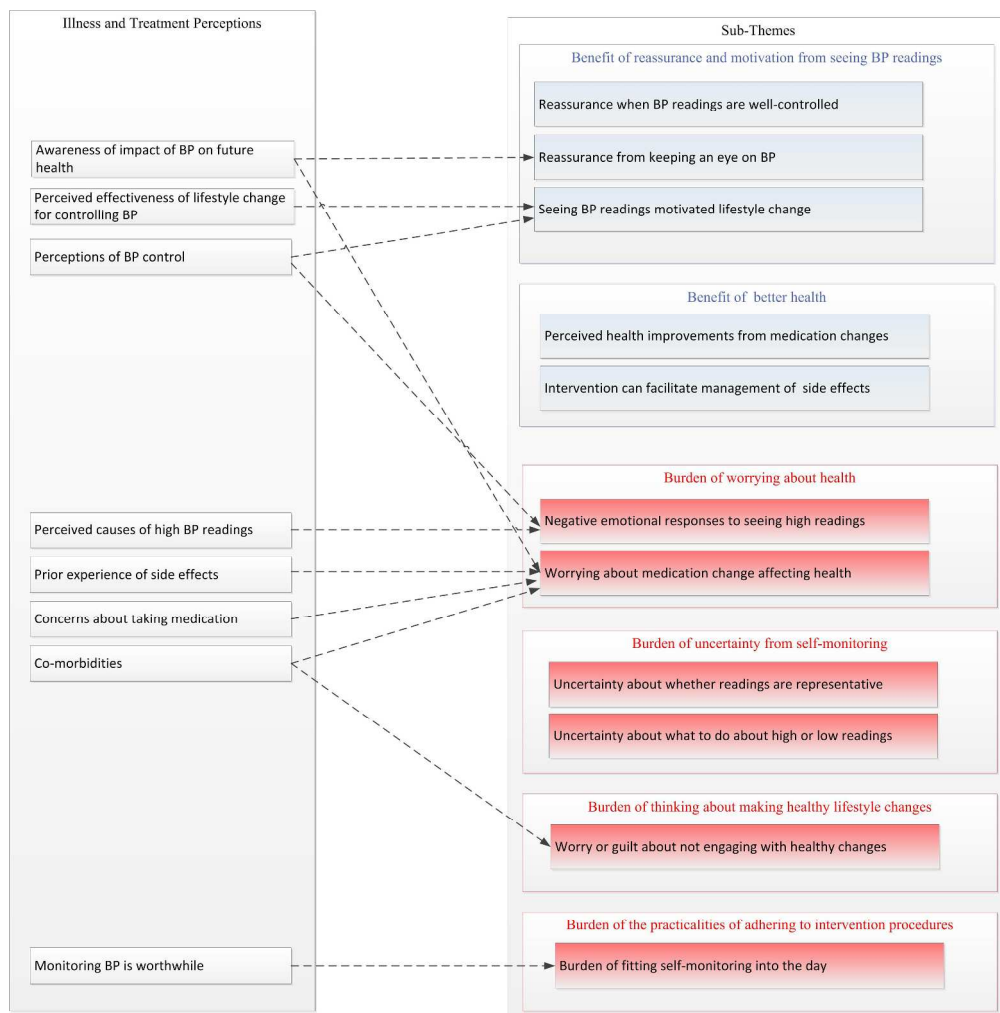 Illness and Treatment Perceptions
Awareness of impact of BP on future
health
Perceived effectiveness of lifestyle change
for controlling BP
Perceptions of BP control
Perceived causes of high BP readings
Prior experience of side effects
Concerns about taking medication
Co-morbidities
Monitoring BP is worthwhile
Sub-Themes
Benefit of reassurance and motivation from seeing BP readings
Reassurance when BP readings are well-controlled
Reassurance from keeping an eye on BP
Seeing BP readings motivated lifestyle change
Benefit of better health
Perceived health improvements from medication changes
Intervention can facilitate management of side effects
Burden of worrying about health
Negative emotional responses to seeing high readings
Worrying about medication change affecting health
Burden of uncertainty from self-monitoring
Uncertainty about whether readings are representative
Uncertainty about what to do about high or low readings
Burden of thinking about making healthy lifestyle changes
Worry or guilt about not engaging with healthy changes
Burden of the practicalities of adhering to intervention procedures
Burden of fitting self-monitoring into the day